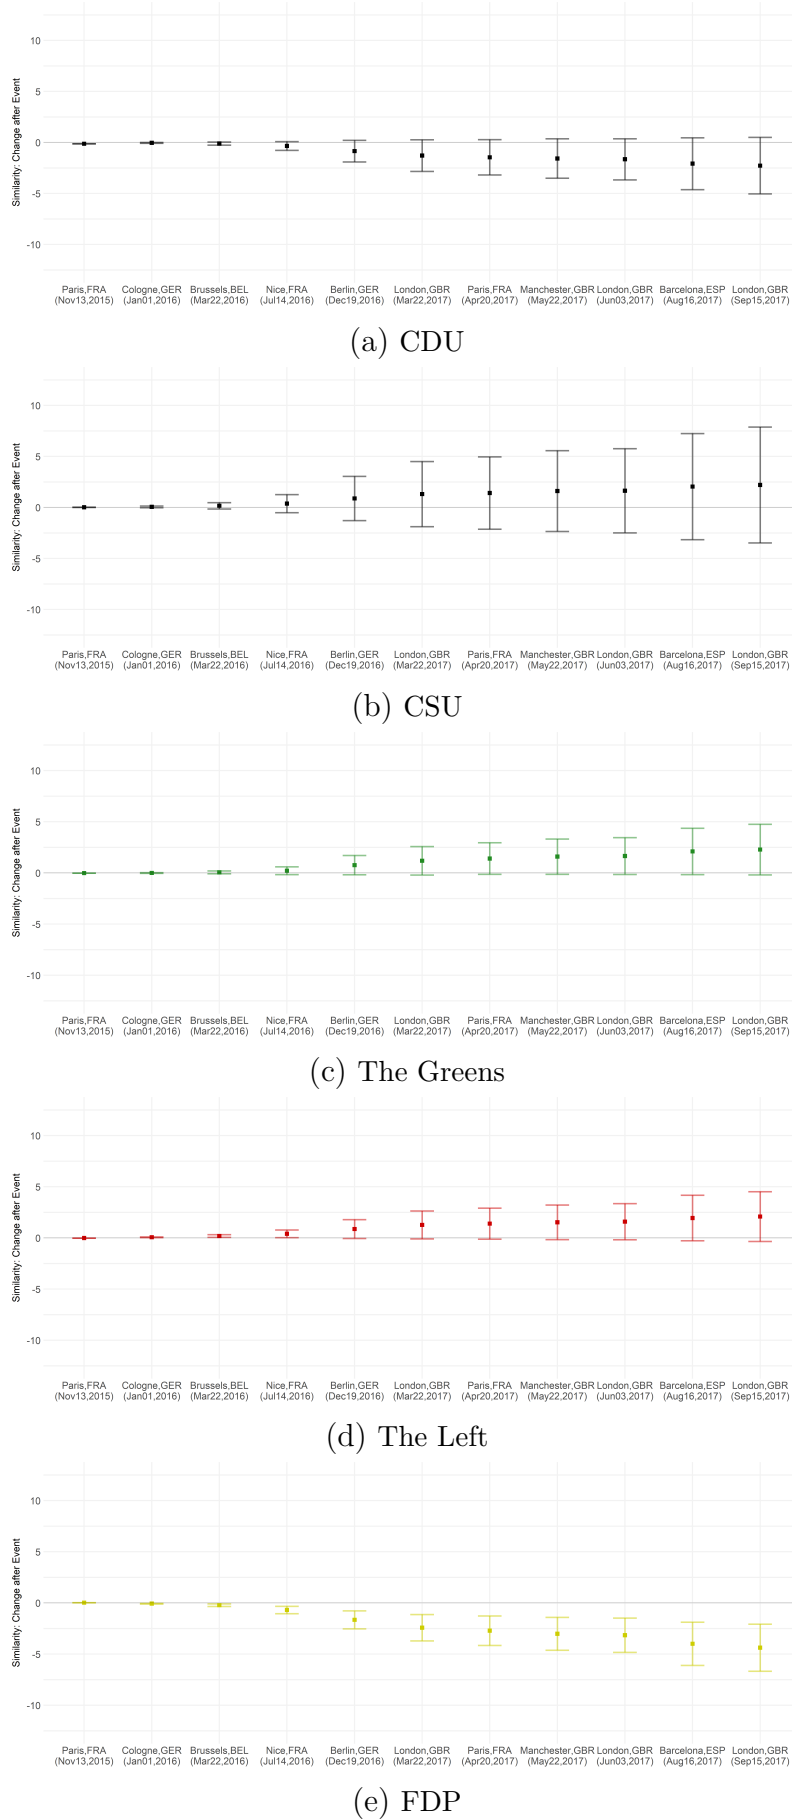 Similarity: Change after Event
10
5
0
-5
-10
Paris,FRA Cologne,GER Brussels,BEL Nice,FRA Berlin,GER London,GBR Paris,FRA Manchester,GBR London,GBR Barcelona,ESP London,GBR
(Nov13,2015) (Jan01,2016) (Mar22,2016) (Jul14,2016) (Dec19,2016) (Mar22,2017) (Apr20,2017) (May22,2017) (Jun03,2017) (Aug16,2017) (Sep15,2017)
(a) CDU
Similarity: Change after Event
10
5
0
-5
-10
Paris,FRA Cologne,GER Brussels,BEL Nice,FRA Berlin,GER London,GBR Paris,FRA Manchester,GBR London,GBR Barcelona,ESP London,GBR
(Nov13,2015) (Jan01,2016) (Mar22,2016) (Jul14,2016) (Dec19,2016) (Mar22,2017) (Apr20,2017) (May22,2017) (Jun03,2017) (Aug16,2017) (Sep15,2017)
(b) CSU
Similarity: Change after Event
10
5
0
-5
-10
Paris,FRA Cologne,GER Brussels,BEL Nice,FRA Berlin,GER London,GBR Paris,FRA Manchester,GBR London,GBR Barcelona,ESP London,GBR
(Nov13,2015) (Jan01,2016) (Mar22,2016) (Jul14,2016) (Dec19,2016) (Mar22,2017) (Apr20,2017) (May22,2017) (Jun03,2017) (Aug16,2017) (Sep15,2017)
(c) The Greens
Similarity: Change after Event
10
5
0
-5
-10
Paris,FRA Cologne,GER Brussels,BEL Nice,FRA Berlin,GER London,GBR Paris,FRA Manchester,GBR London,GBR Barcelona,ESP London,GBR
(Nov13,2015) (Jan01,2016) (Mar22,2016) (Jul14,2016) (Dec19,2016) (Mar22,2017) (Apr20,2017) (May22,2017) (Jun03,2017) (Aug16,2017) (Sep15,2017)
(d) The Left
Similarity: Change after Event
10
5
0
-5
-10
Paris,FRA Cologne,GER Brussels,BEL Nice,FRA Berlin,GER London,GBR Paris,FRA Manchester,GBR London,GBR Barcelona,ESP London,GBR
(Nov13,2015) (Jan01,2016) (Mar22,2016) (Jul14,2016) (Dec19,2016) (Mar22,2017) (Apr20,2017) (May22,2017) (Jun03,2017) (Aug16,2017) (Sep15,2017)
(e) FDP